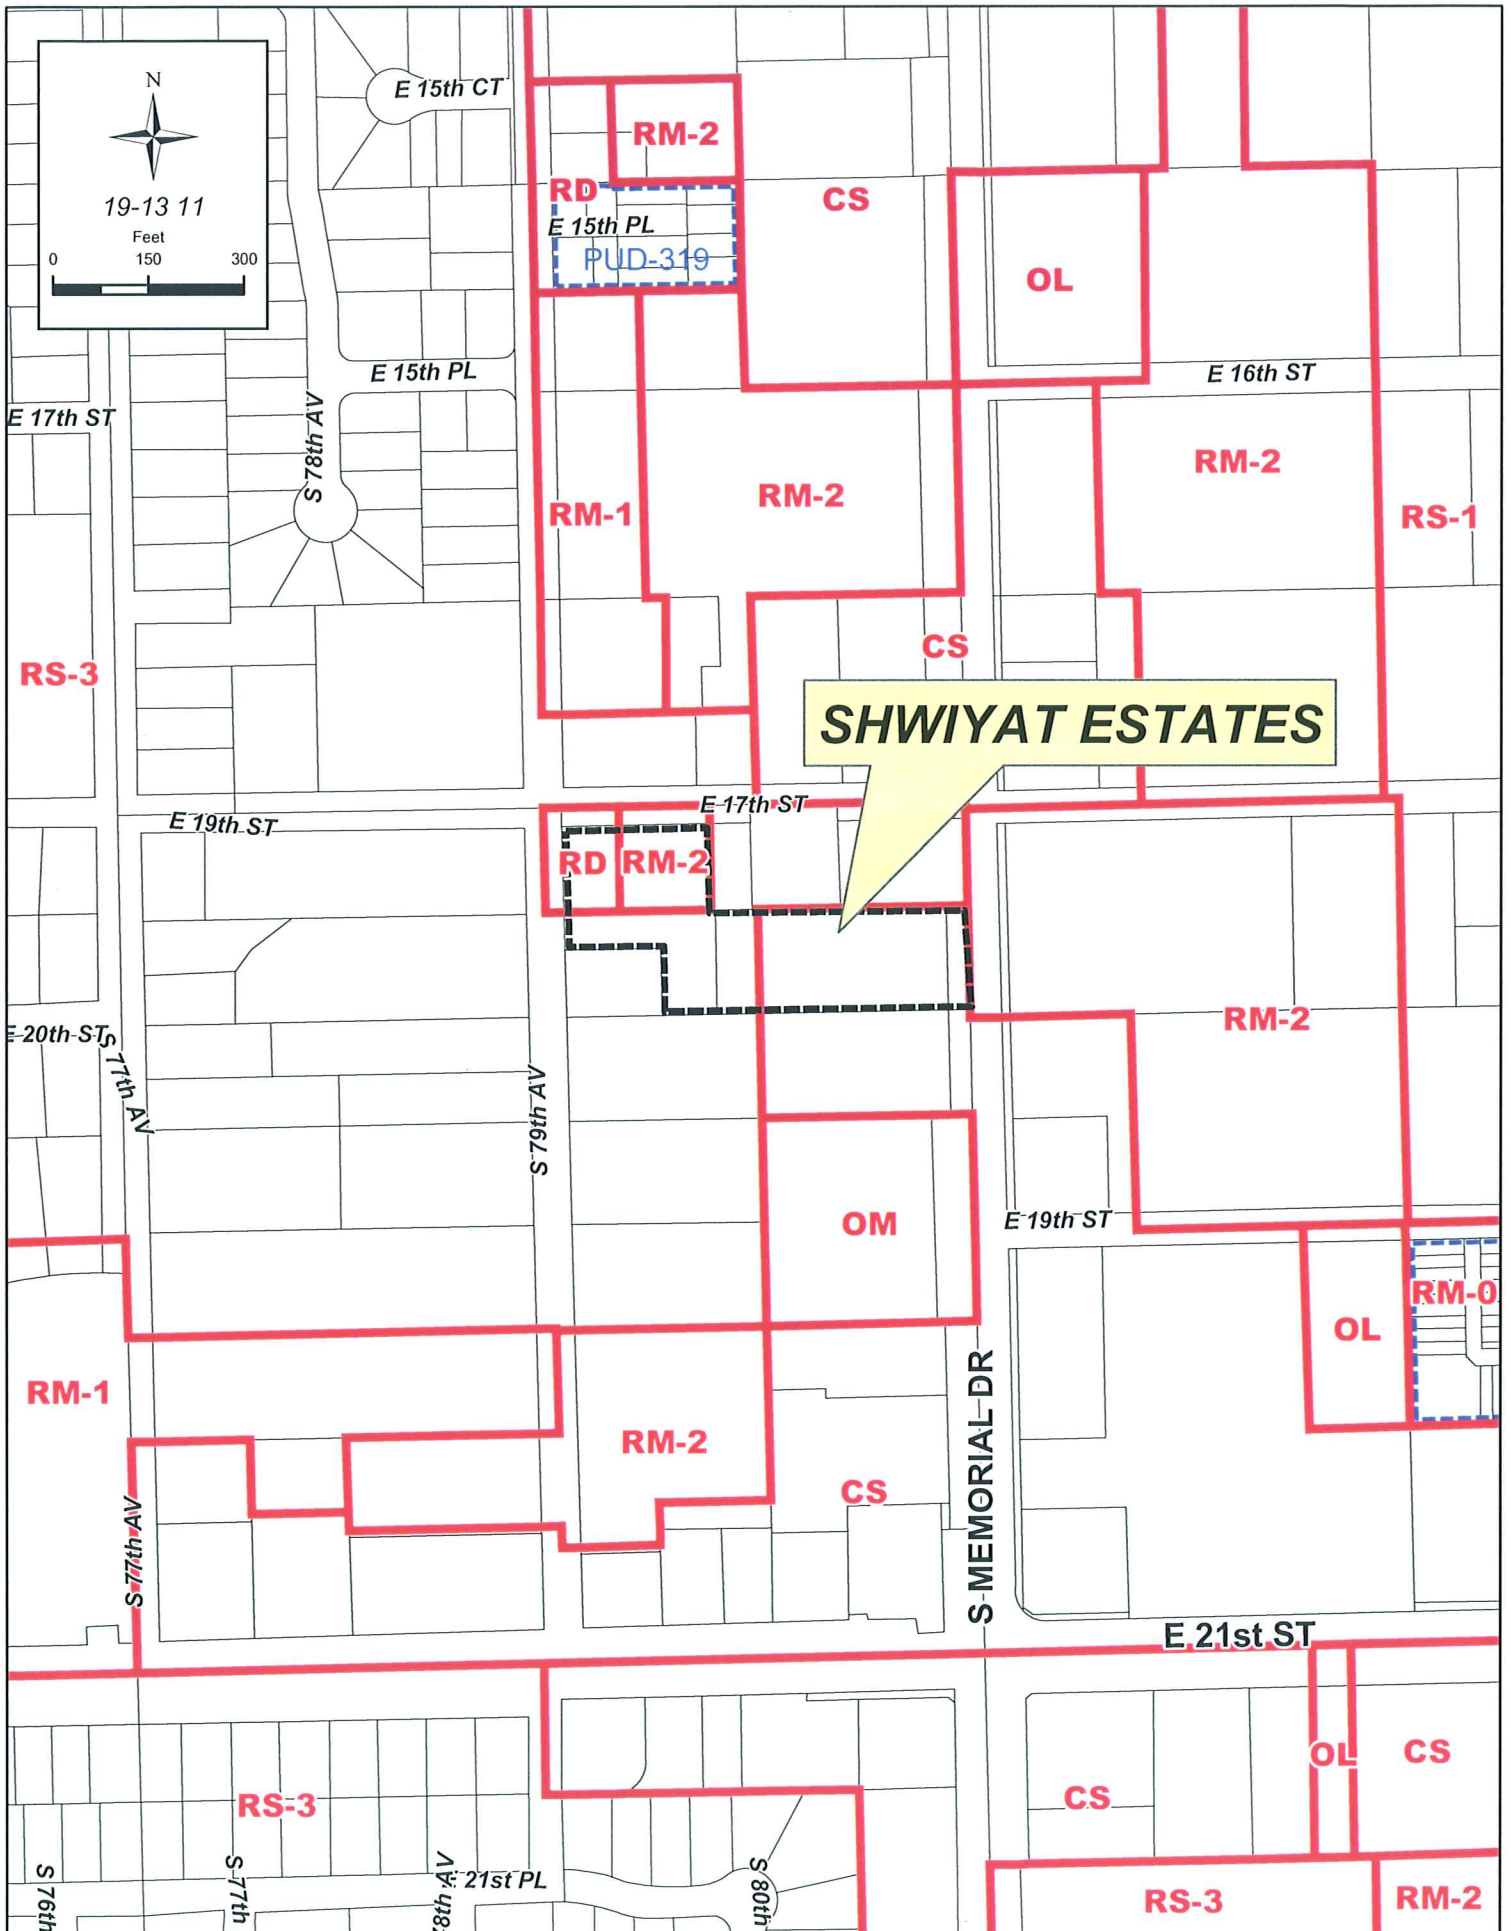 N
19-13 11
Feet
0 150 300
E 15th CT
RM-2
RD
CS
E 15th PL
PUD-319
OL
E 15th PL
E 16th ST
E 17th ST
S 78th AV
RM-2
RM-2
RM-1
RS-1
CS
RS-3
SHWIYAT ESTATES
E 17th ST
E 19th ST
RD
RM-2
RM-2
E 20th ST
S 77th AV
S 79th AV
OM
E 19th ST
RM-0
OL
RM-1
RM-2
S MEMORIAL DR
CS
S 77th AV
E 21st ST
OL
CS
CS
RS-3
S 76th
S 77th
78th AV
E 21st PL
S 80th
RS-3
RM-2